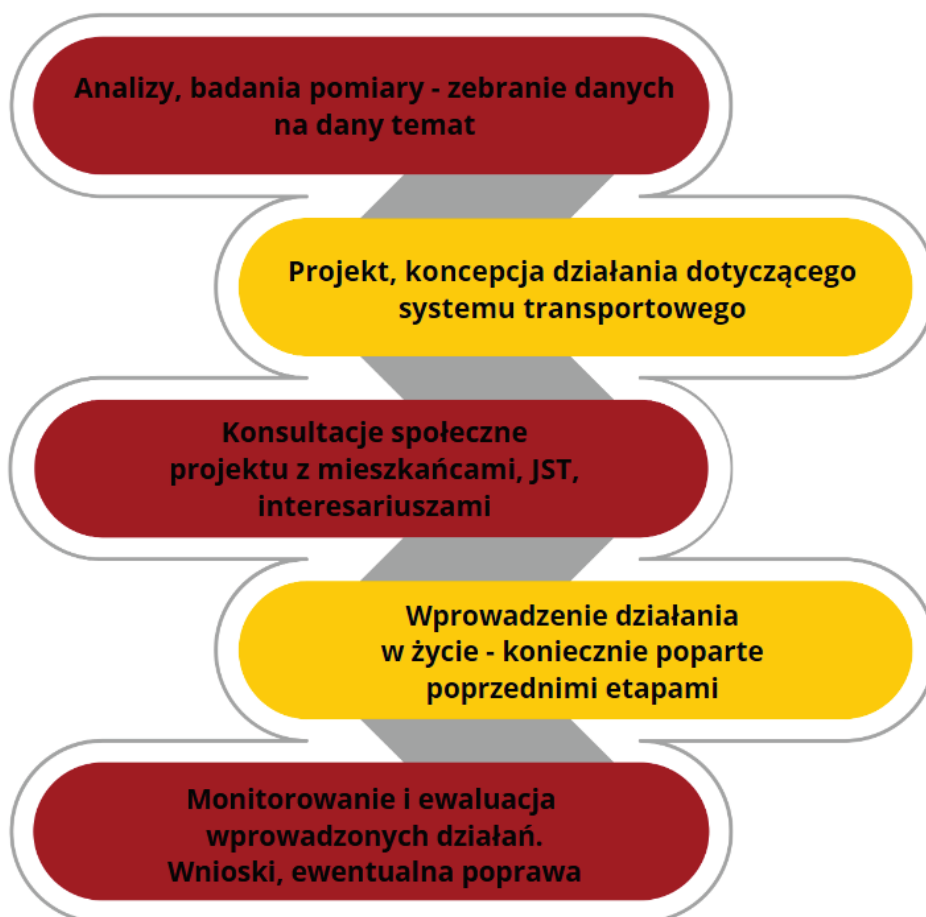 Analizy, badania pomiary - zebranie danych
na dany temat
Projekt, koncepcja działania dotyczącego
systemu transportowego
Konsultacje społeczne
projektu z mieszkańcami, JST,
interesariuszami
Wprowadzenie działania
w życie - koniecznie poparte
poprzednimi etapami
Monitorowanie i ewaluacja
wprowadzonych działań.
Wnioski, ewentualna poprawa